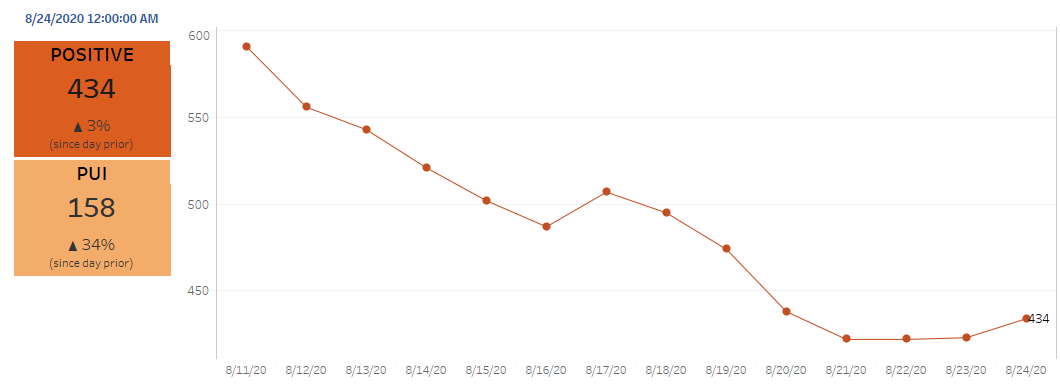 8/24/2020 12:00:00 AM
POSITIVE
434
▲ 3%
(since day prior)
PUI
158
▲ 34%
(since day prior)
600
550
500
450
434
8/11/20 8/12/20 8/13/20 8/14/20 8/15/20 8/16/20 8/17/20 8/18/20 8/19/20 8/20/20 8/21/20 8/22/20 8/23/20 8/24/20